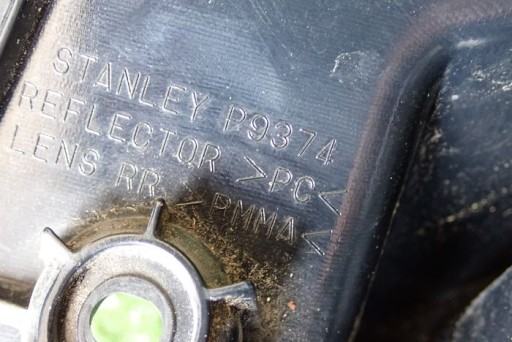 STANLEY P9374
REFLECTOR >PC<
LENS RR >PMMA<